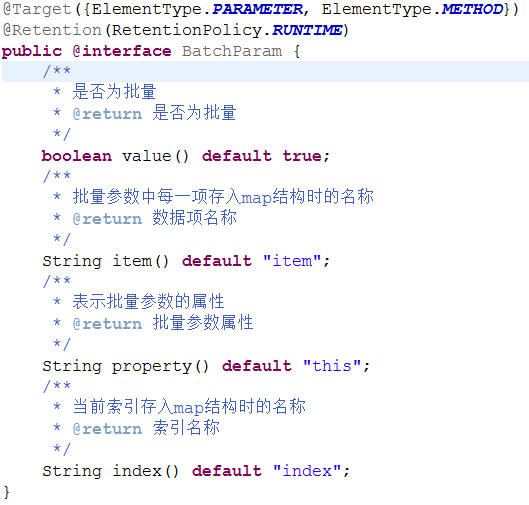 @Target({ElementType.PARAMETER, ElementType.METHOD})
@Retention(RetentionPolicy.RUNTIME)
public @interface BatchParam {
    /**
     * 是否为批量
     * @return 是否为批量
     */
    boolean value() default true;
    /**
     * 批量参数中每一项存入map结构时的名称
     * @return 数据项名称
     */
    String item() default "item";
    /**
     * 表示批量参数的属性
     * @return 批量参数属性
     */
    String property() default "this";
    /**
     * 当前索引存入map结构时的名称
     * @return 索引名称
     */
    String index() default "index";
}